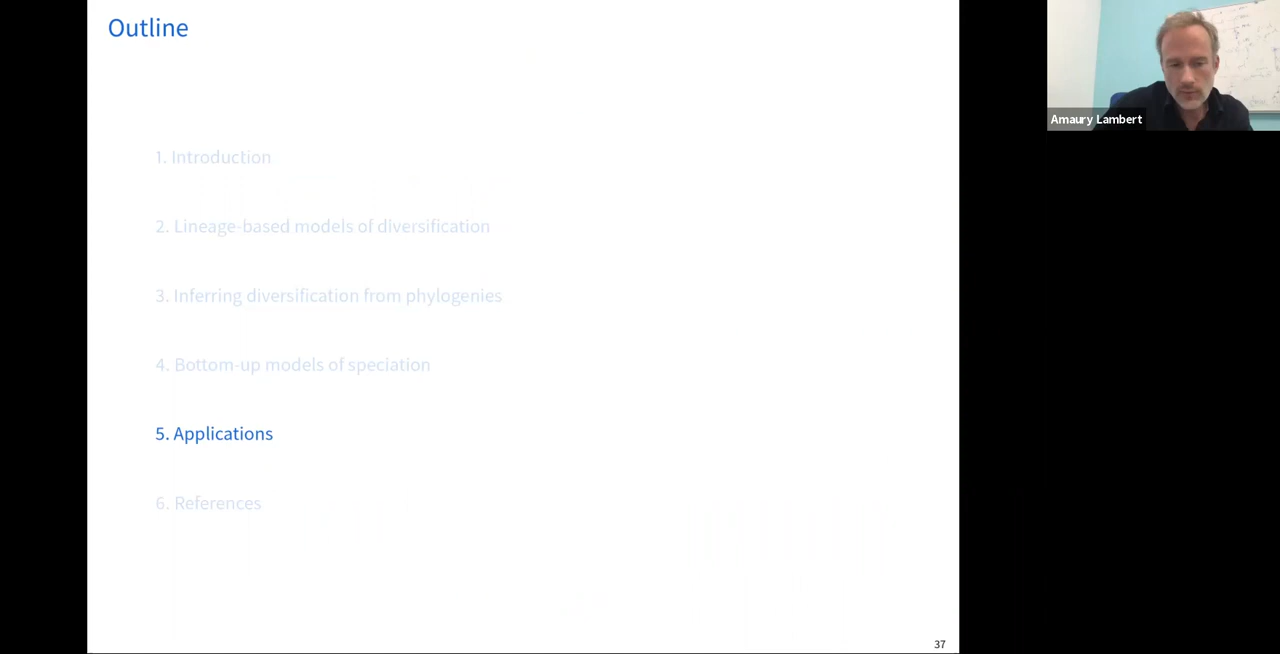 Outline
Amaury Lambert
1. Introduction
2. Lineage-based models of diversification
3. Inferring diversification from phylogenies
4. Bottom-up models of speciation
5. Applications
6. References
37